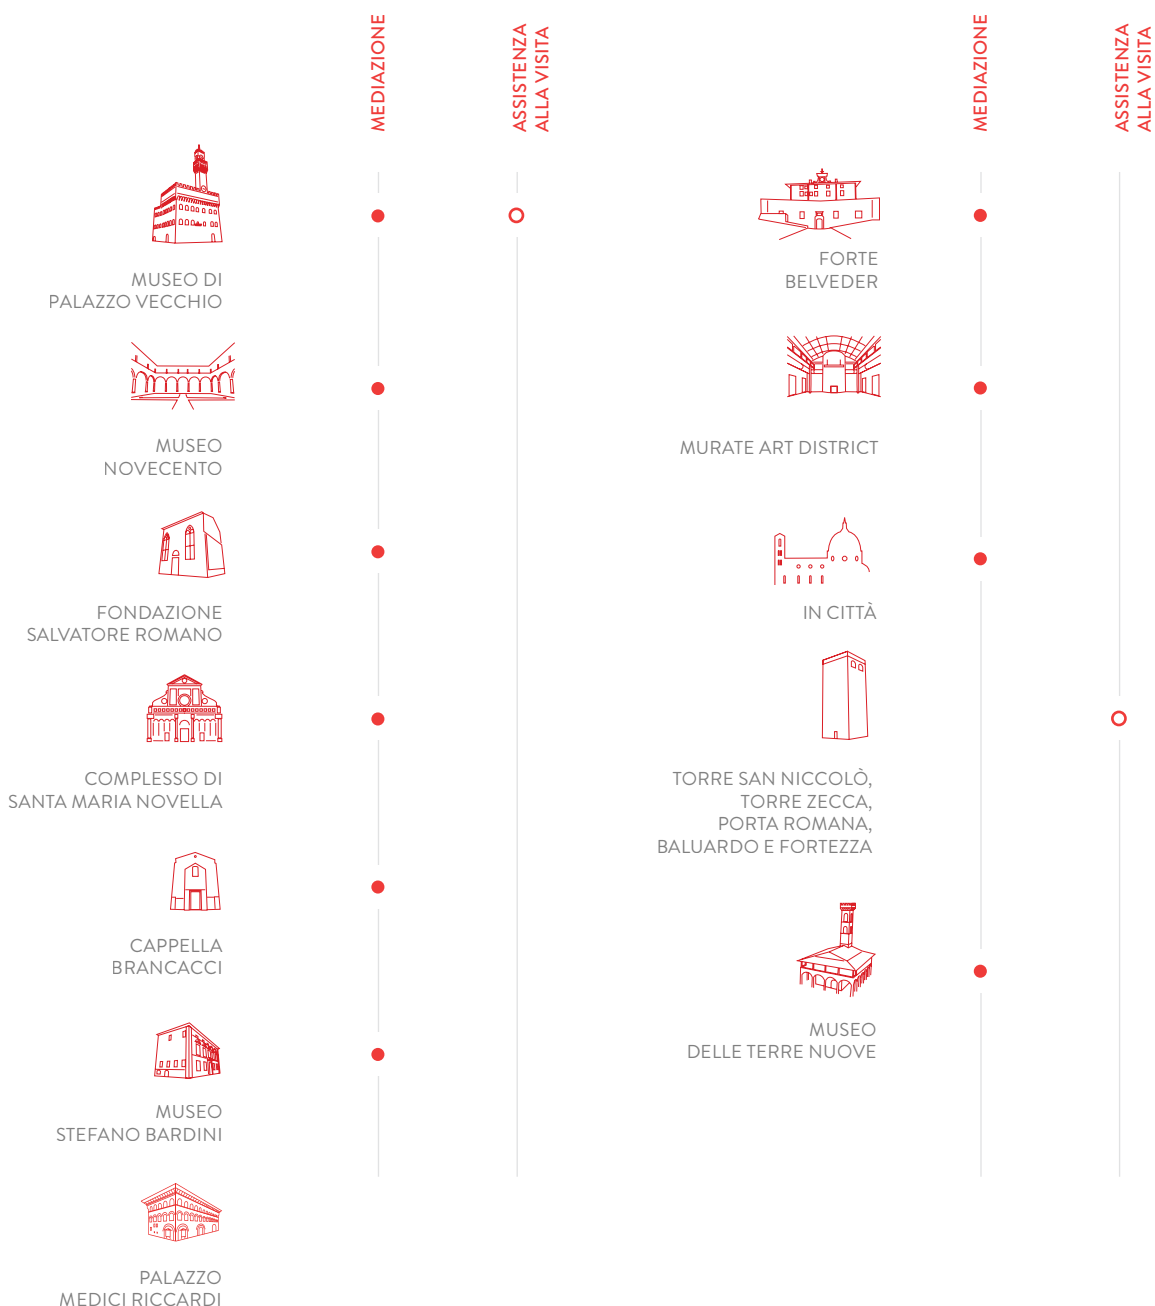 MEDIAZIONE
ASSISTENZA
ALLA VISITA
MUSEO DI
PALAZZO VECCHIO
MUSEO
NOVECENTO
FONDAZIONE
SALVATORE ROMANO
COMPLESSO DI
SANTA MARIA NOVELLA
CAPPELLA
BRANCACCI
MUSEO
STEFANO BARDINI
PALAZZO
MEDICI RICCARDI
MEDIAZIONE
ASSISTENZA
ALLA VISITA
FORTE
BELVEDER
MURATE ART DISTRICT
IN CITTÀ
TORRE SAN NICCOLÒ,
TORRE ZECCA,
PORTA ROMANA,
BALUARDO E FORTEZZA
MUSEO
DELLE TERRE NUOVE